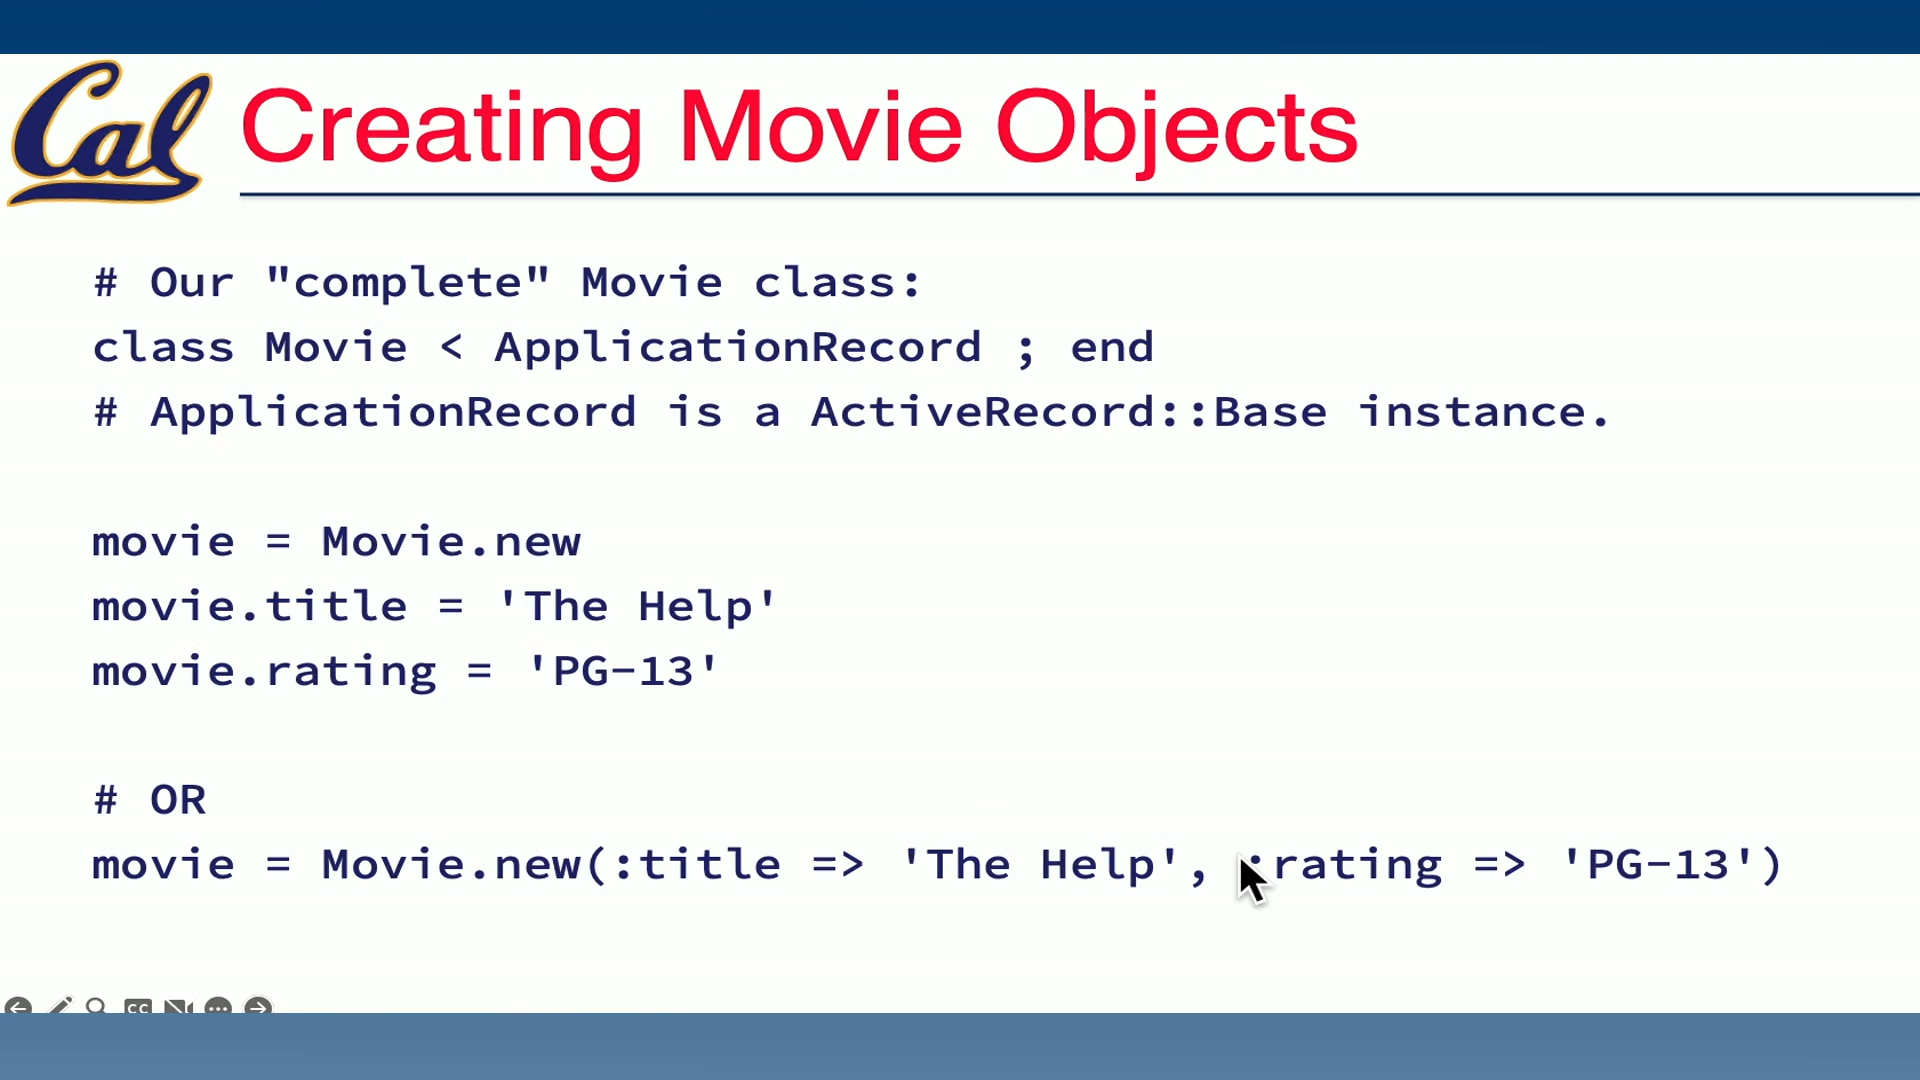 Cal Creating Movie Objects
# Our "complete" Movie class:
class Movie < ApplicationRecord ; end
# ApplicationRecord is a ActiveRecord::Base instance.
movie = Movie.new
movie.title = 'The Help'
movie.rating = 'PG-13'
# OR
movie = Movie.new(:title => 'The Help', :rating => 'PG-13')
CC